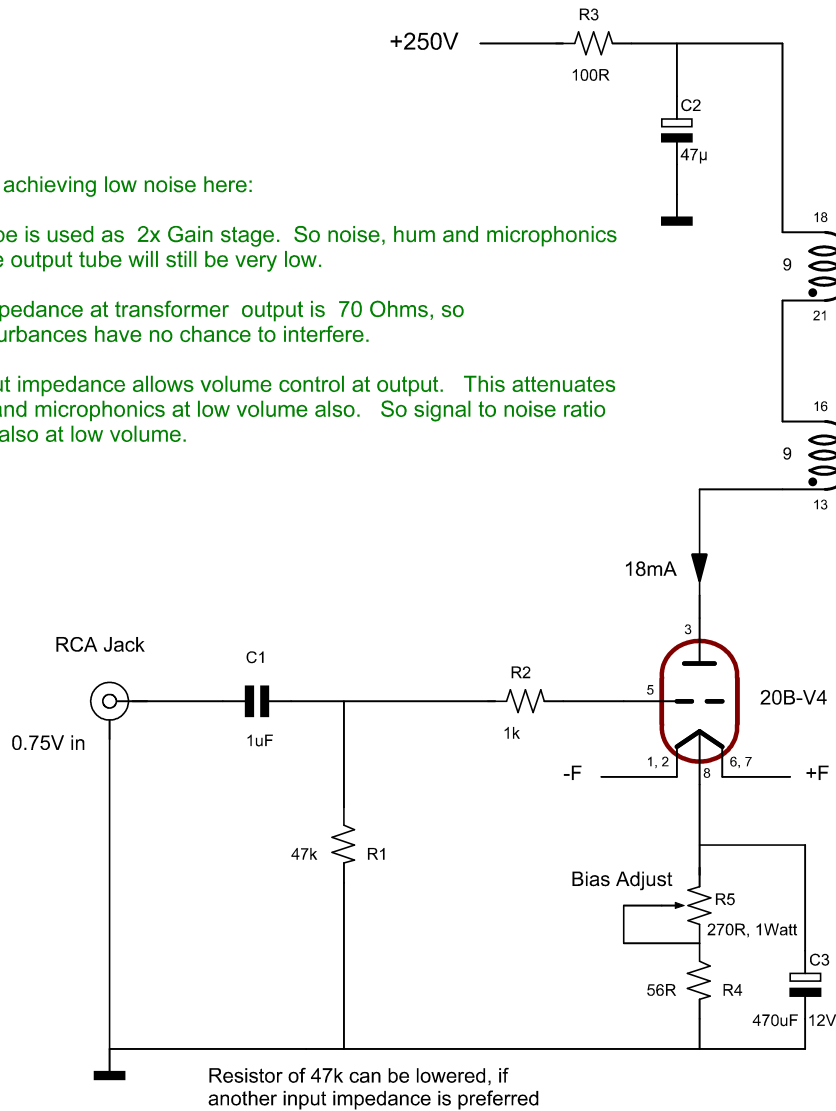 R3
+250V
100R
C2
47µ
achieving low noise here:
be is used as 2x Gain stage. So noise, hum and microphonics
e output tube will still be very low.
pedance at transformer output is 70 Ohms, so
urbances have no chance to interfere.
ut impedance allows volume control at output. This attenuates
and microphonics at low volume also. So signal to noise ratio
also at low volume.
18
9
21
16
9
13
18mA
3
RCA Jack
C1
R2
5
20B-V4
0.75V in
1uF
1k
1, 2
8
6, 7
-F
+F
47k
R1
Bias Adjust
R5
270R, 1Watt
C3
56R
R4
470uF
12V
Resistor of 47k can be lowered, if
another input impedance is preferred